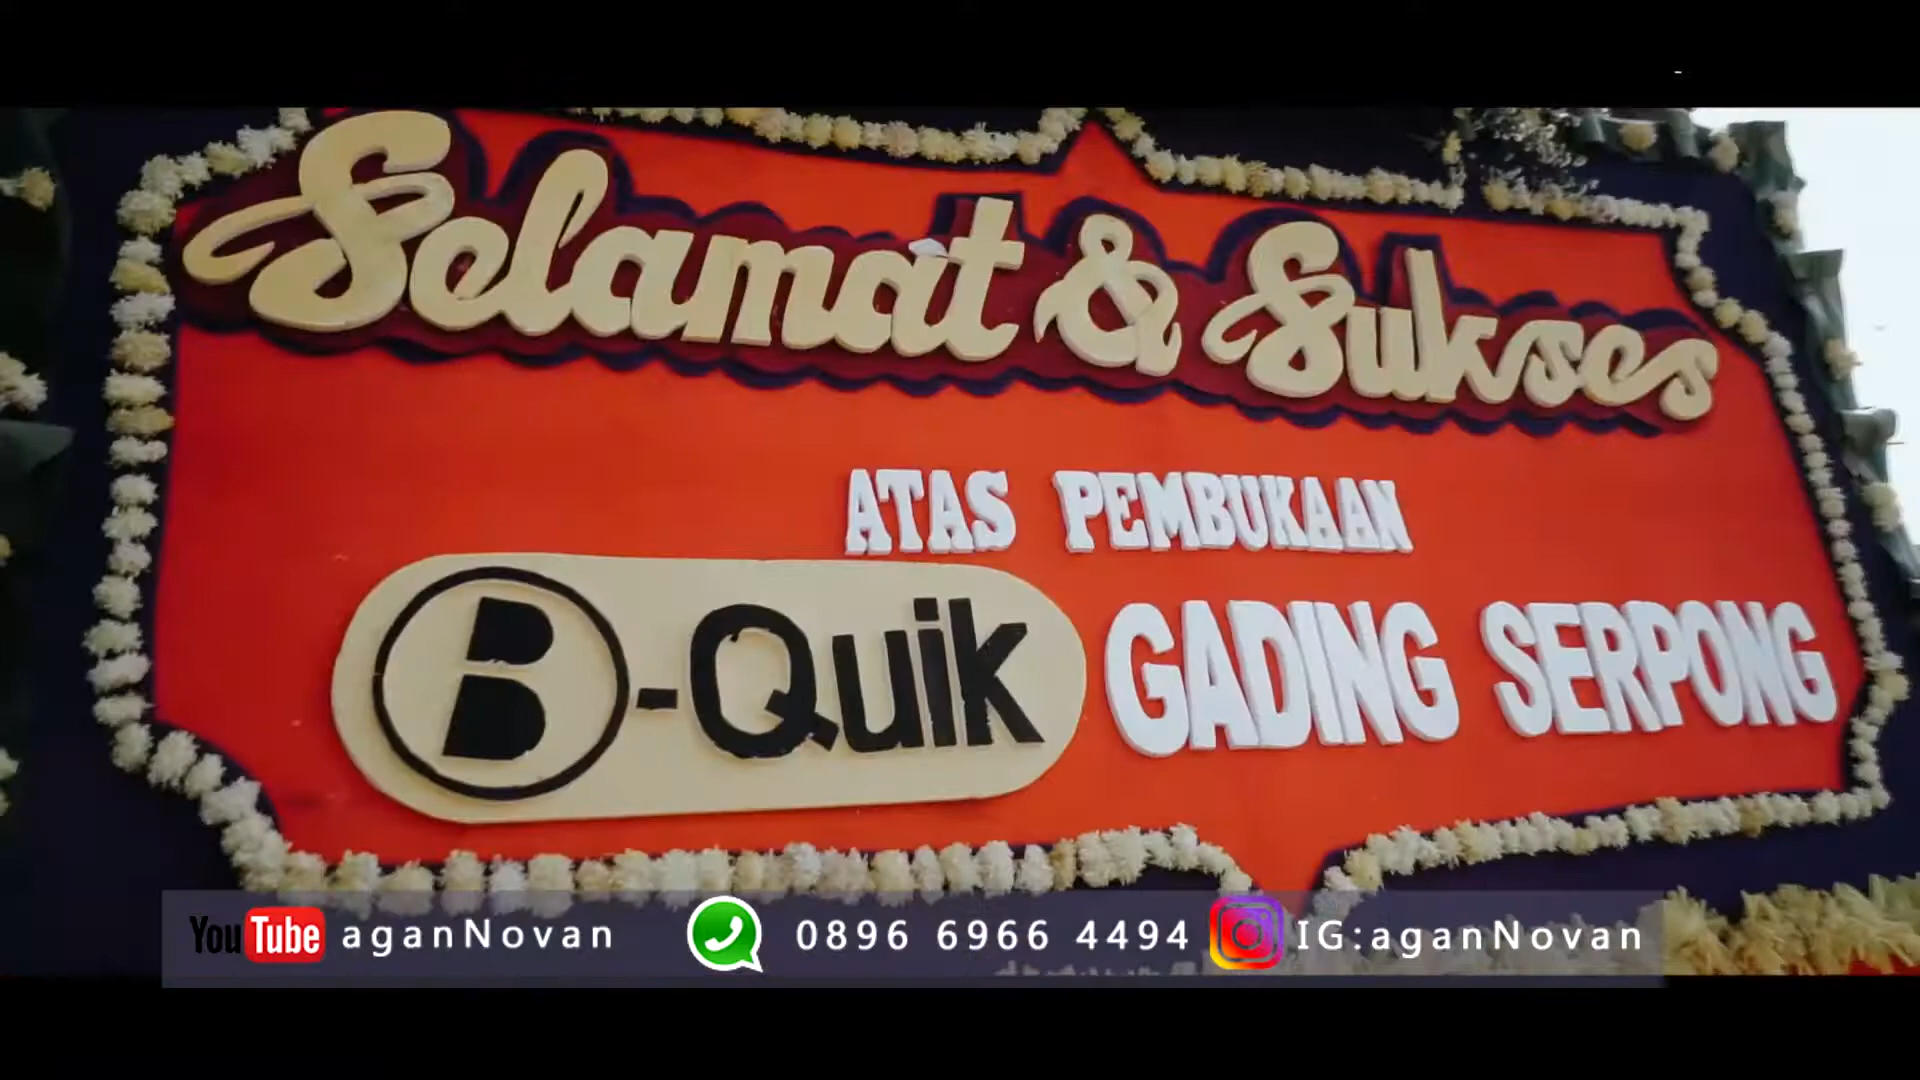 Selamat & Sukses
ATAS PEMBUKAAN
B-Quik GADING SERPONG
YouTube aganNovan 0896 6966 4494 IG:aganNovan